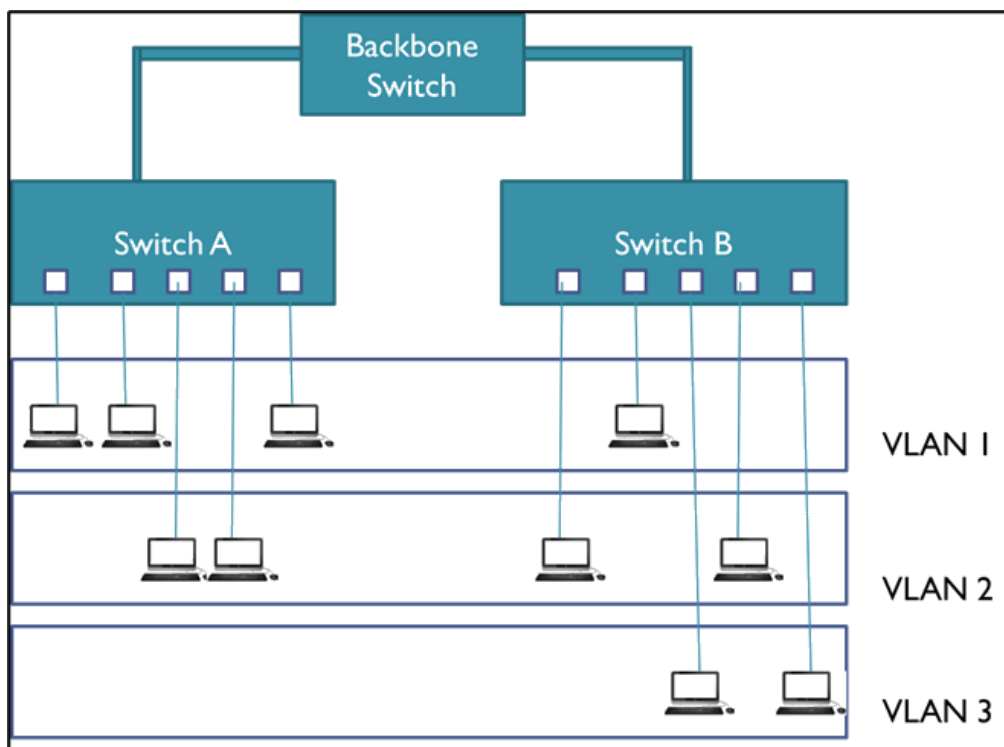 Backbone
Switch
Switch A
Switch B
VLAN 1
VLAN 2
VLAN 3